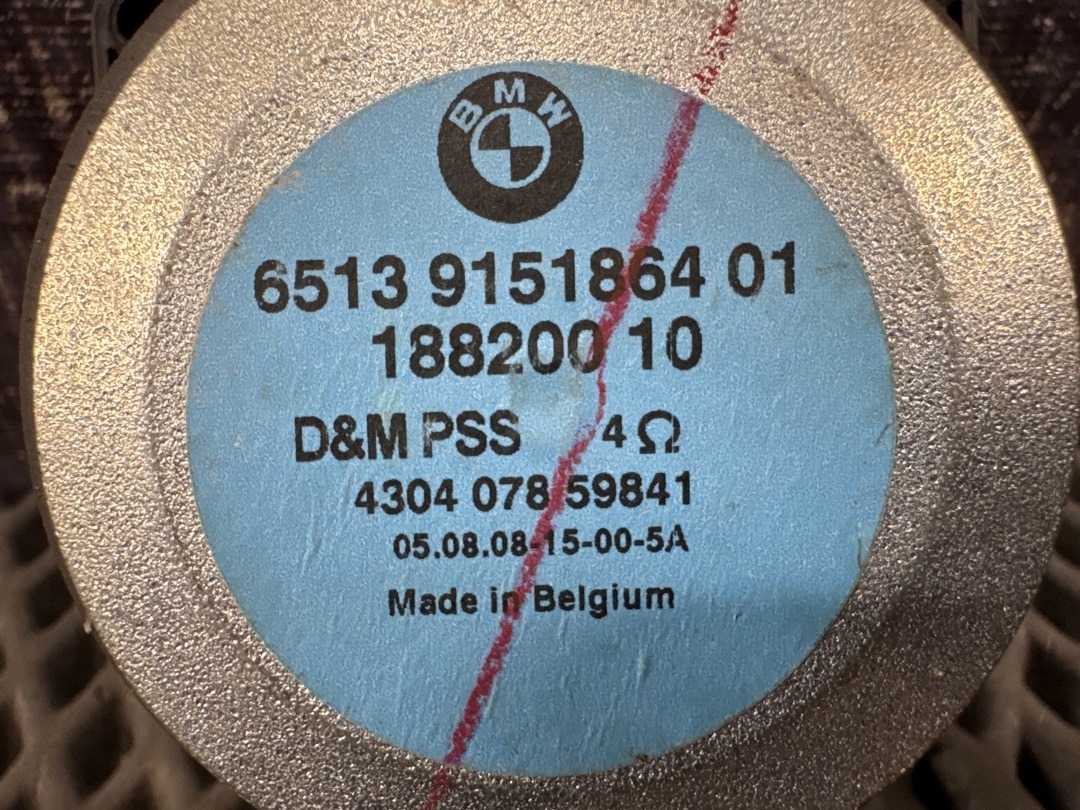 BMW
6513 9151864 01
188200 10
D&M PSS 4 Ω
4304 078 59841
05.08.08-15-00-5A
Made in Belgium